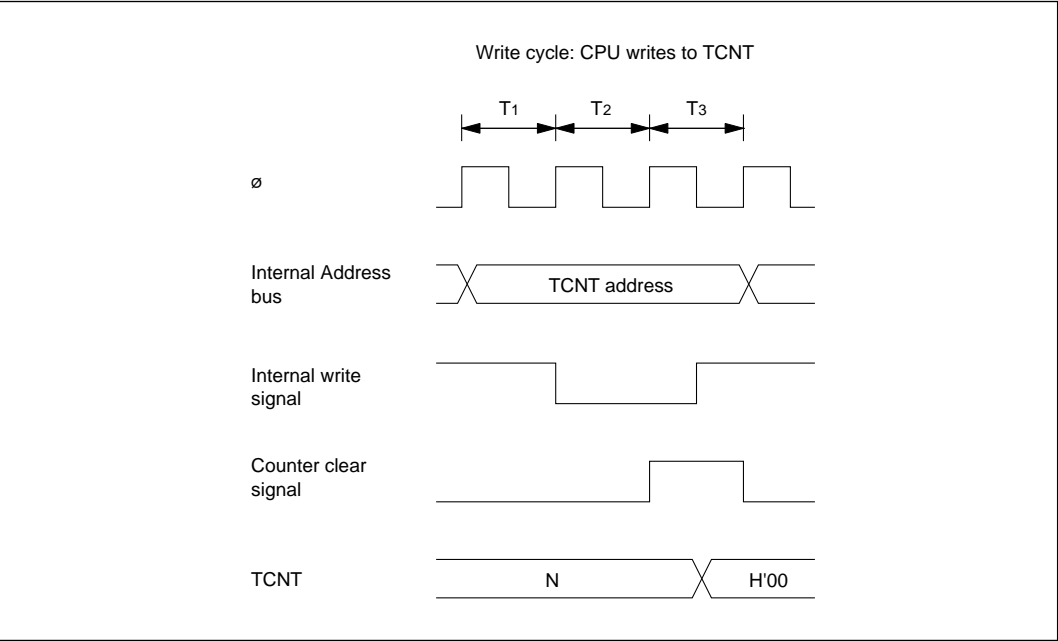 Write cycle: CPU writes to TCNT
T1 T2 T3
ø
Internal Address
bus
TCNT address
Internal write
signal
Counter clear
signal
TCNT
N
H'00